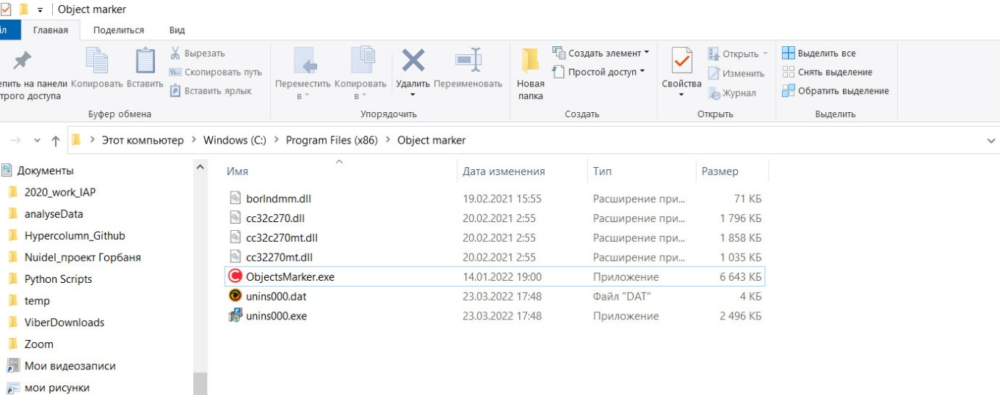 Object marker
йл Главная Поделиться Вид
епить на панели
трого доступа
Копировать Вставить
Вырезать
Скопировать путь
Вставить ярлык
Буфер обмена
Переместить в
Копировать в
Удалить Переименовать
Упорядочить
Новая
папка
Создать элемент
Простой доступ
Создать
Свойства
Открыть
Изменить
Журнал
Открыть
Выделить все
Снять выделение
Обратить выделение
Выделить
Этот компьютер > Windows (C:) > Program Files (x86) > Object marker
Документы
2020_work_IAP
analyseData
Hypercolumn_Github
Nuidel_проект Горбаня
Python Scripts
temp
ViberDownloads
Zoom
Мои видеозаписи
мои рисунки
Имя Дата изменения Тип Размер
borlndmm.dll 19.02.2021 15:55 Расширение при... 71 КБ
cc32c270.dll 20.02.2021 2:55 Расширение при... 1 796 КБ
cc32c270mt.dll 20.02.2021 2:55 Расширение при... 1 858 КБ
cc32270mt.dll 20.02.2021 2:55 Расширение при... 1 035 КБ
ObjectsMarker.exe 14.01.2022 19:00 Приложение 6 643 КБ
unins000.dat 23.03.2022 17:48 Файл "DAT" 4 КБ
unins000.exe 23.03.2022 17:48 Приложение 2 496 КБ